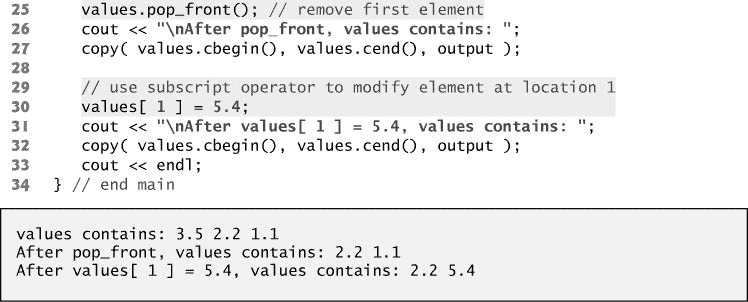 25 values.pop_front(); // remove first element
26 cout << "\nAfter pop_front, values contains: ";
27 copy( values.cbegin(), values.cend(), output );
28
29 // use subscript operator to modify element at location 1
30 values[ 1 ] = 5.4;
31 cout << "\nAfter values[ 1 ] = 5.4, values contains: ";
32 copy( values.cbegin(), values.cend(), output );
33 cout << endl;
34 } // end main
values contains: 3.5 2.2 1.1
After pop_front, values contains: 2.2 1.1
After values[ 1 ] = 5.4, values contains: 2.2 5.4